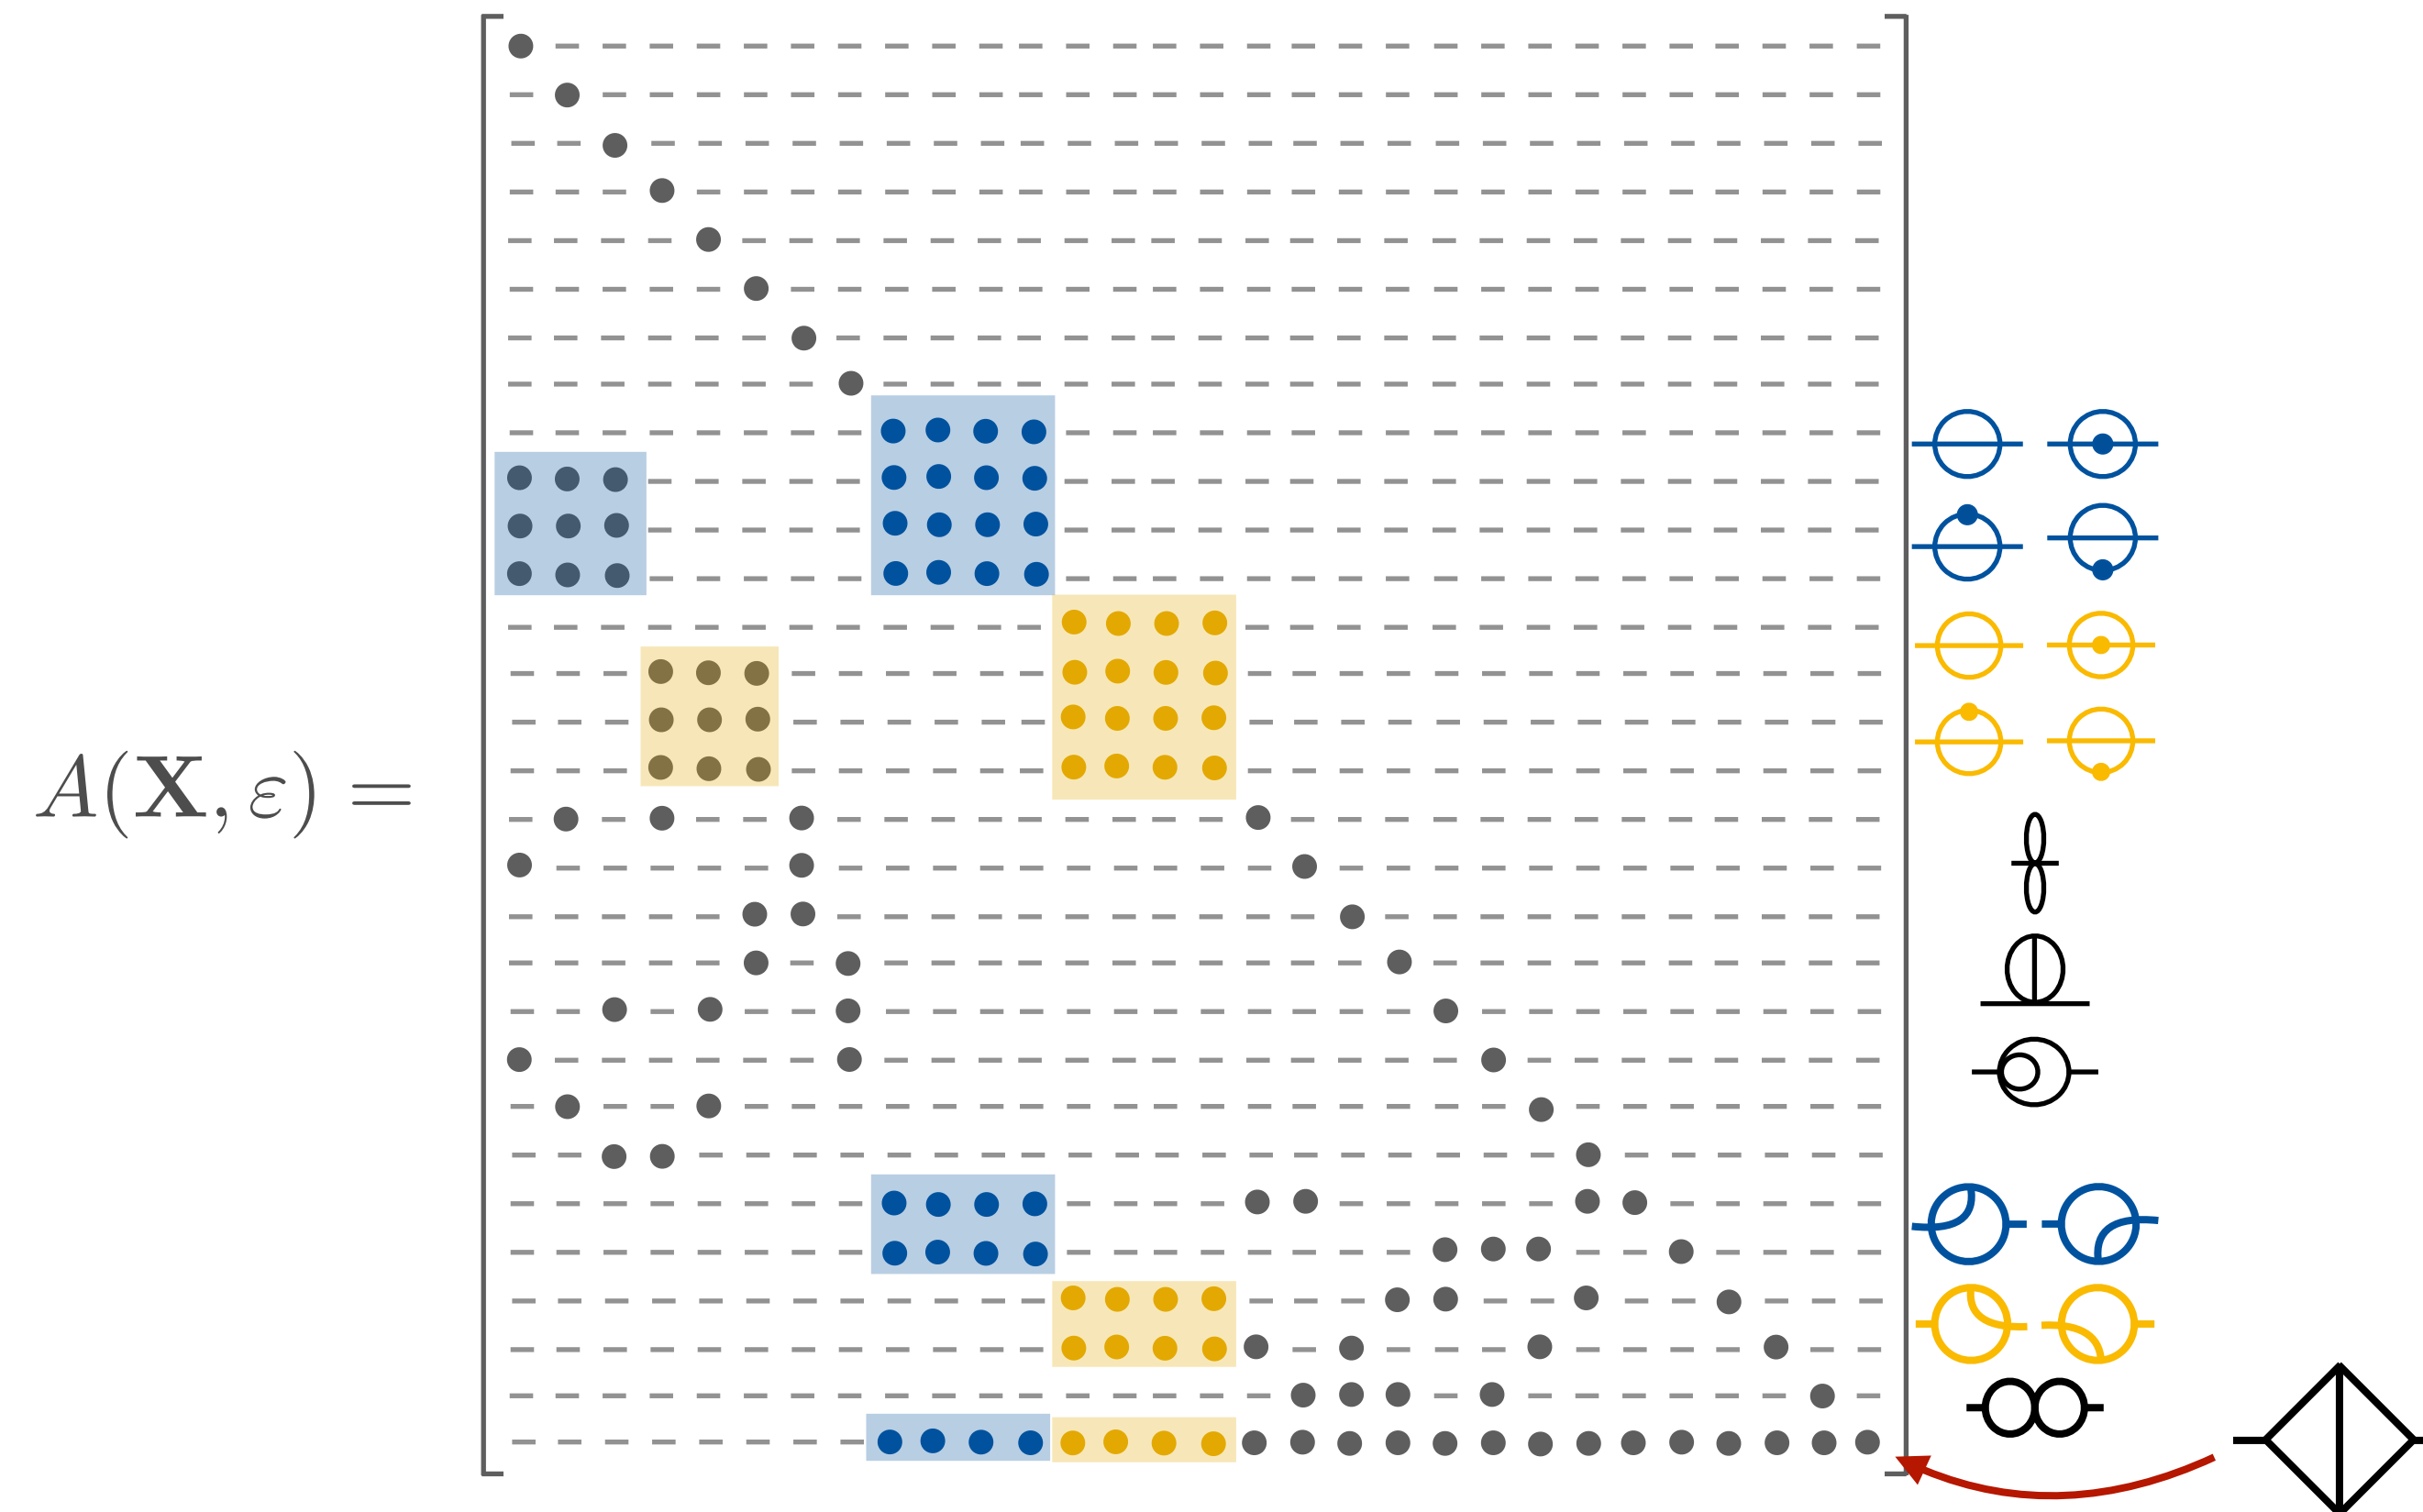 A(X, ε) =